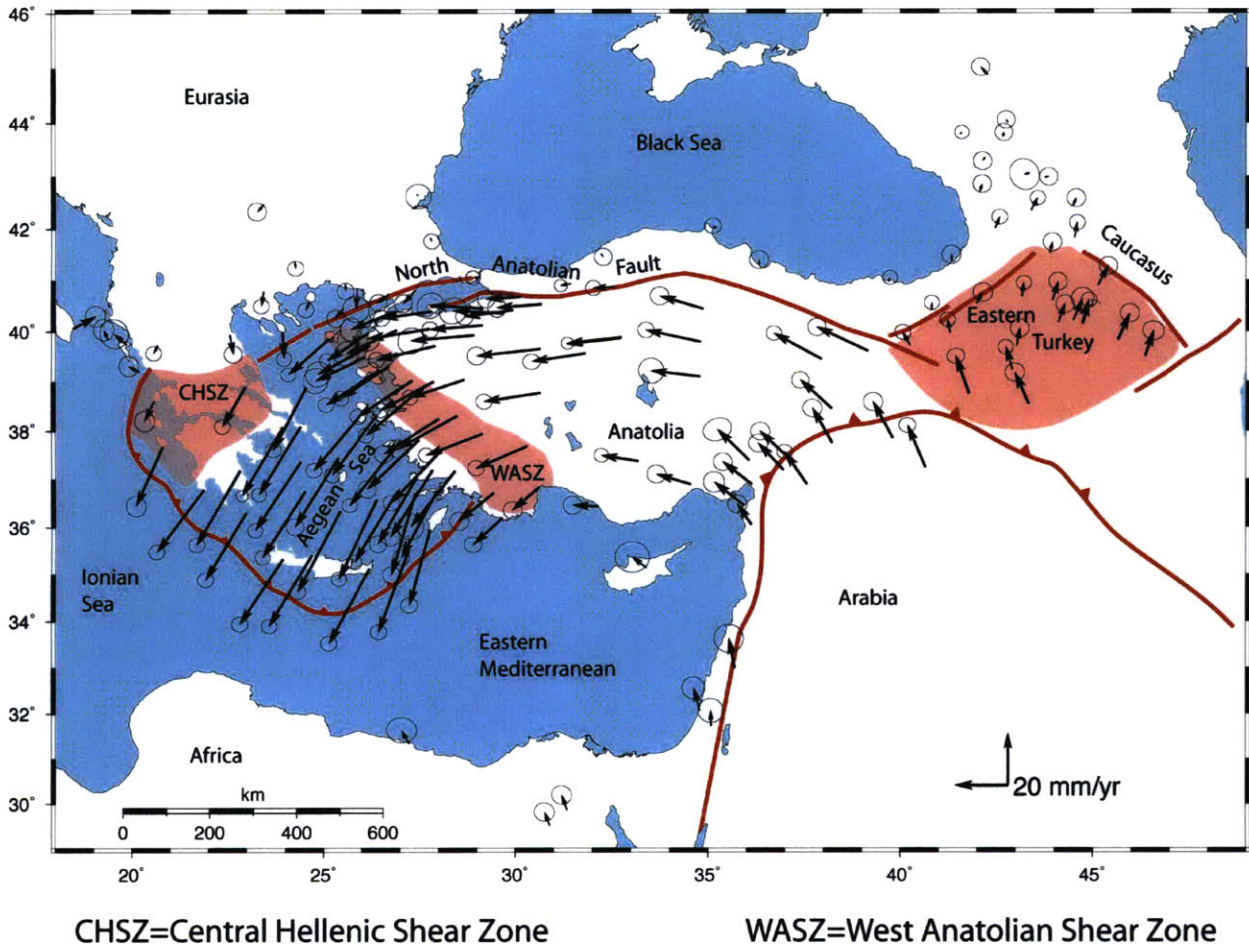 46°
44°
42°
40°
38°
36°
34°
32°
30°
Eurasia
Black Sea
North Anatolian Fault
Caucasus
Eastern
Turkey
CHSZ
Anatolia
Aegean Sea
WASZ
Ionian
Sea
Arabia
Eastern
Mediterranean
Africa
km
0 200 400 600
20 mm/yr
20° 25° 30° 35° 40° 45°
CHSZ=Central Hellenic Shear Zone WASZ=West Anatolian Shear Zone